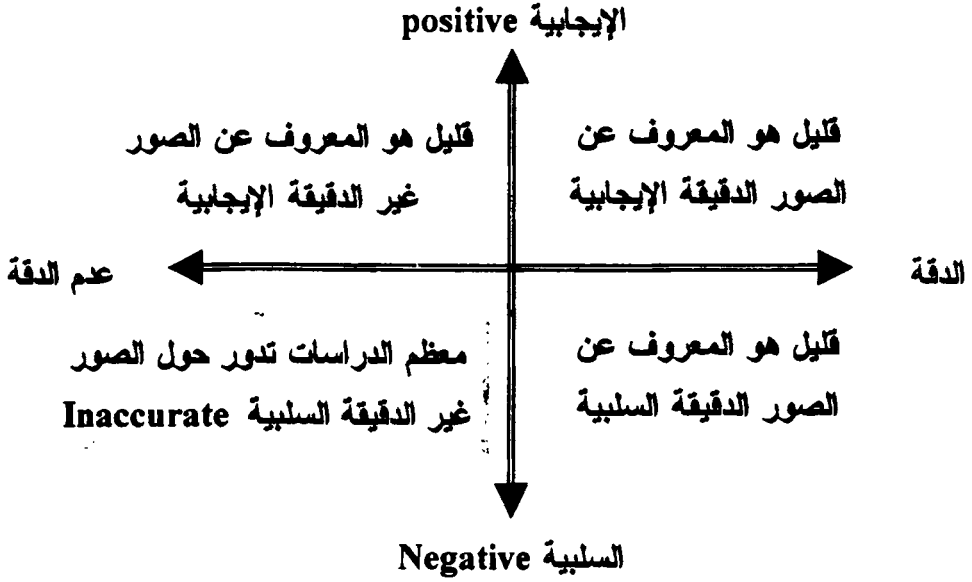 الإيجابية positive
قليل هو المعروف عن
الصور الدقيقة الإيجابية
قليل هو المعروف عن الصور
غير الدقيقة الإيجابية
الدقة
عدم الدقة
قليل هو المعروف عن
الصور الدقيقة السلبية
معظم الدراسات تدور حول الصور
غير الدقيقة السلبية Inaccurate
السلبية Negative